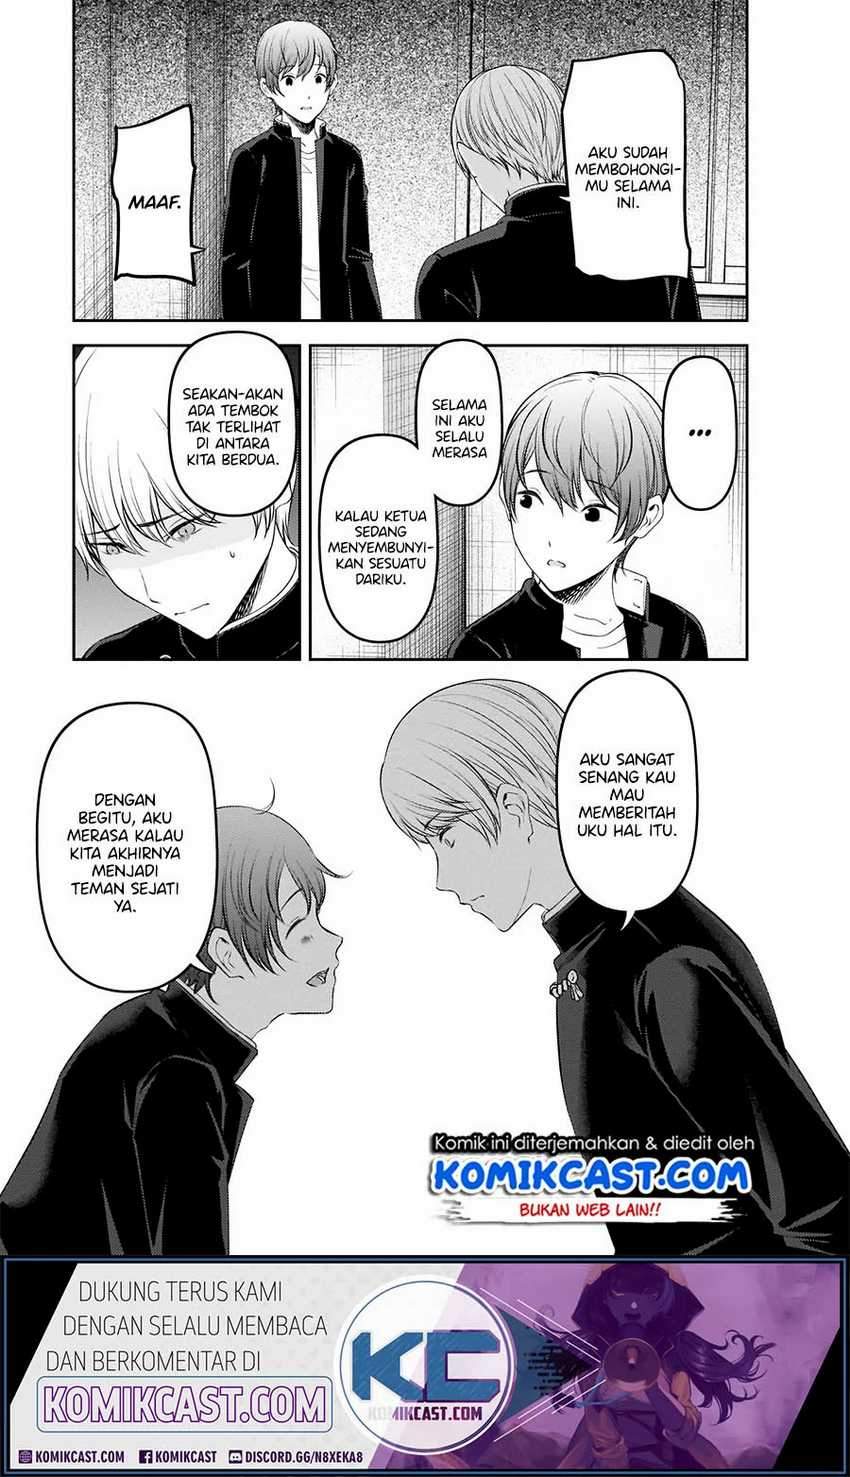 AKU SUDAH
MEMBOHONGI-
MU SELAMA
INI.
MAAF.
...
SELAMA
INI AKU
SELALU
MERASA
KALAU KETUA
SEDANG
MENYEMBUNYI-
KAN SESUATU
DARIKU.
SEAKAN-AKAN
ADA TEMBOK
TAK TERLIHAT
DI ANTARA
KITA BERDUA.
AKU SANGAT
SENANG KAU
MAU
MEMBERITAH
UKU HAL ITU.
DENGAN
BEGITU, AKU
MERASA KALAU
KITA AKHIRNYA
MENJADI
TEMAN SEJATI
YA.
Komik ini diterjemahkan & diedit oleh
KOMIKCAST.COM
BUKAN WEB LAIN!!
DUKUNG TERUS KAMI
DENGAN SELALU MEMBACA
DAN BERKOMENTAR DI
KOMIKCAST.COM
KC
KOMIKCAST.COM
KOMIKCAST.COM KOMIKCAST DISCORD.GG/N8XEKA8